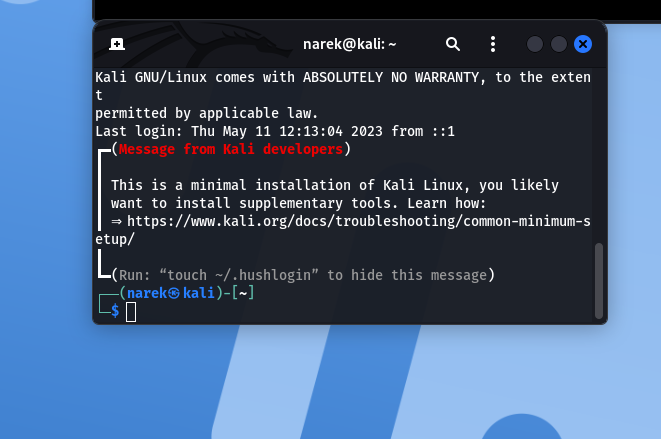 narek@kali: ~
Kali GNU/Linux comes with ABSOLUTELY NO WARRANTY, to the exten
t
permitted by applicable law.
Last login: Thu May 11 12:13:04 2023 from ::1
┏━(Message from Kali developers)
┃ This is a minimal installation of Kali Linux, you likely
┃ want to install supplementary tools. Learn how:
┃ ⇒ https://www.kali.org/docs/troubleshooting/common-minimum-s
etup/
┗━(Run: “touch ~/.hushlogin” to hide this message)
┌──(narek㉿kali)-[~]
└─$